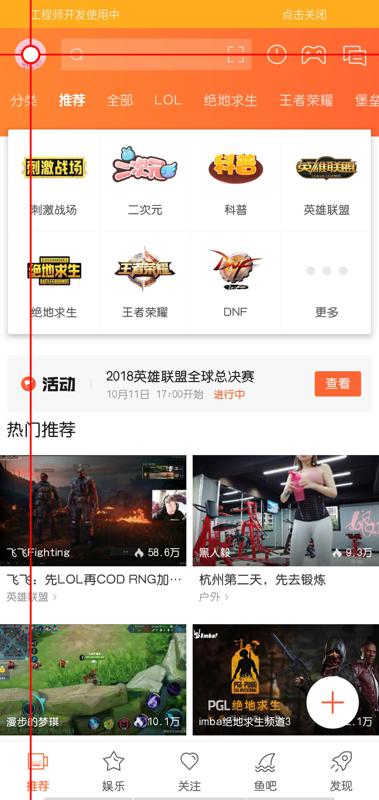 工程师开发使用中 点击关闭
分类 推荐 全部 LOL 绝地求生 王者荣耀 堡垒
刺激战场 二次元 科普 英雄联盟
刺激战场 二次元 科普 英雄联盟
绝地求生 王者荣耀 DNF
绝地求生 王者荣耀 DNF 更多
活动 2018英雄联盟全球总决赛 查看
10月11日 17:00开始 进行中
热门推荐
飞飞Fighting 58.6万 黑人毅 9.3万
飞飞：先LOL再COD RNG加… 杭州第二天，先去锻炼
英雄联盟 户外
imba!
PGL·PUBG
PGL 绝地求生
漫步的梦琪 10.1万 imba绝地求生频道3 2.1万
推荐 娱乐 关注 鱼吧 发现